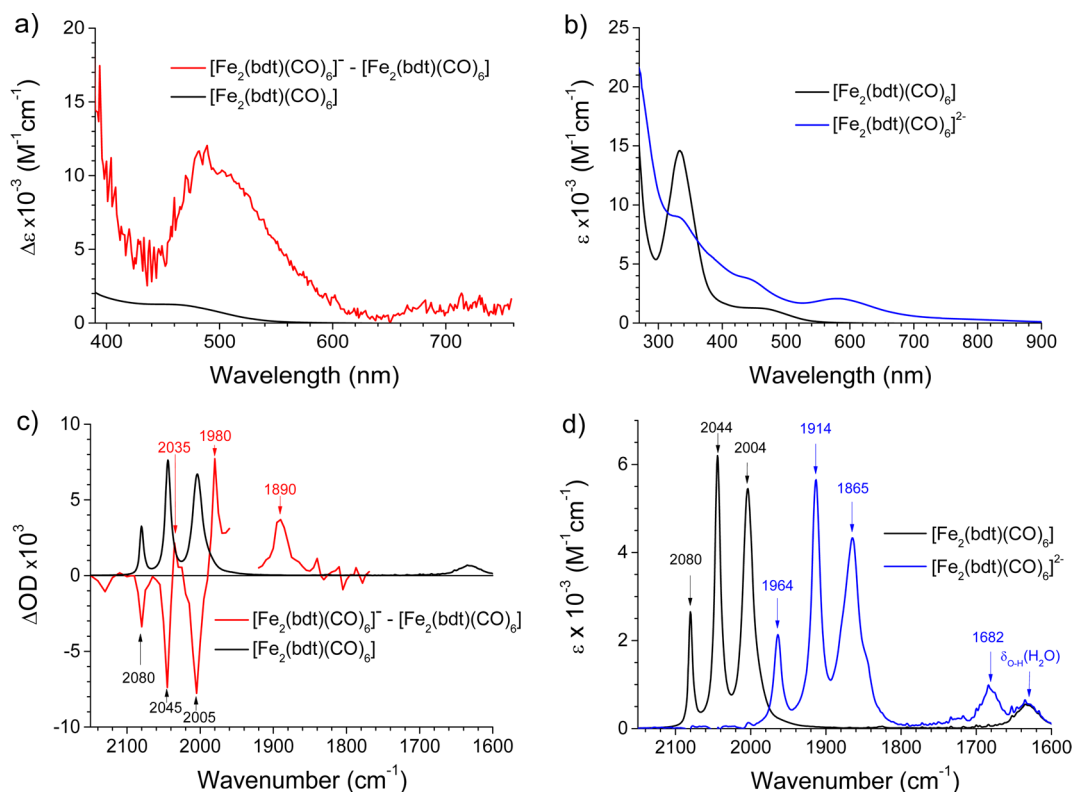 a)
20
15
10
5
0
Δε x10⁻³ (M⁻¹cm⁻¹)
[Fe₂(bdt)(CO)₆]⁻ - [Fe₂(bdt)(CO)₆]
[Fe₂(bdt)(CO)₆]
400 500 600 700
Wavelength (nm)
b)
25
20
15
10
5
0
ε x10⁻³ (M⁻¹cm⁻¹)
[Fe₂(bdt)(CO)₆]
[Fe₂(bdt)(CO)₆]²⁻
300 400 500 600 700 800 900
Wavelength (nm)
c)
10
5
0
-5
-10
ΔOD x10³
2035
1980
1890
2080
2045
2005
[Fe₂(bdt)(CO)₆]⁻ - [Fe₂(bdt)(CO)₆]
[Fe₂(bdt)(CO)₆]
2100 2000 1900 1800 1700 1600
Wavenumber (cm⁻¹)
d)
6
4
2
0
ε x 10⁻³ (M⁻¹cm⁻¹)
2044
2004
1914
1865
2080
1964
[Fe₂(bdt)(CO)₆]
[Fe₂(bdt)(CO)₆]²⁻
1682
δO-H(H₂O)
2100 2000 1900 1800 1700 1600
Wavenumber (cm⁻¹)